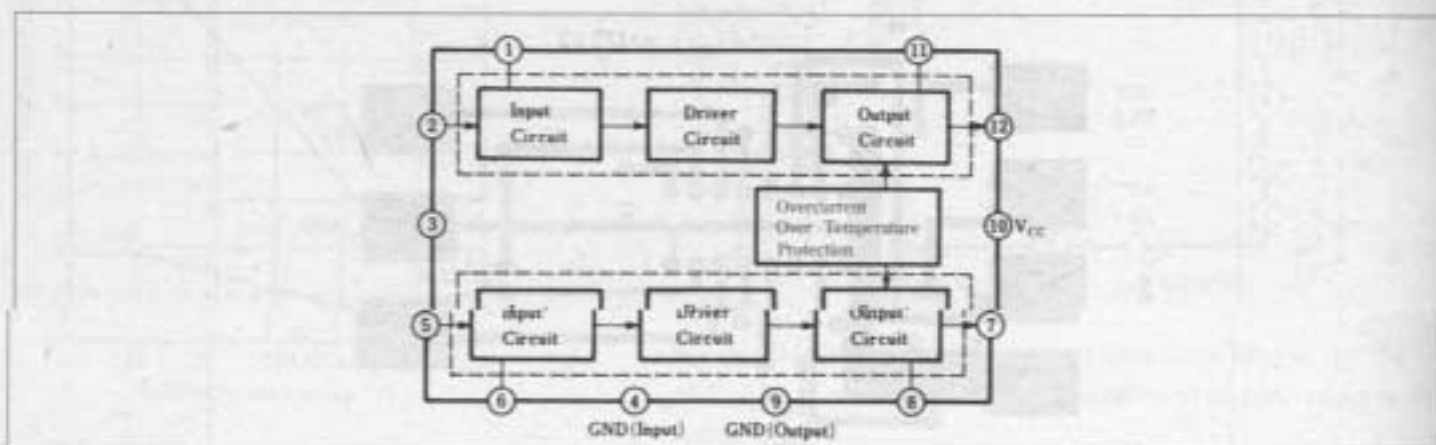 ① ⑪
Input
Circuit
Driver
Circuit
Output
Circuit
② ⑫
Overcurrent
Over Temperature
Protection
③ ⑩ VCC
Circuit
Circuit
Circuit
⑤ ⑦
⑥ ④ ⑨ ⑧
GND (Input) GND (Output)